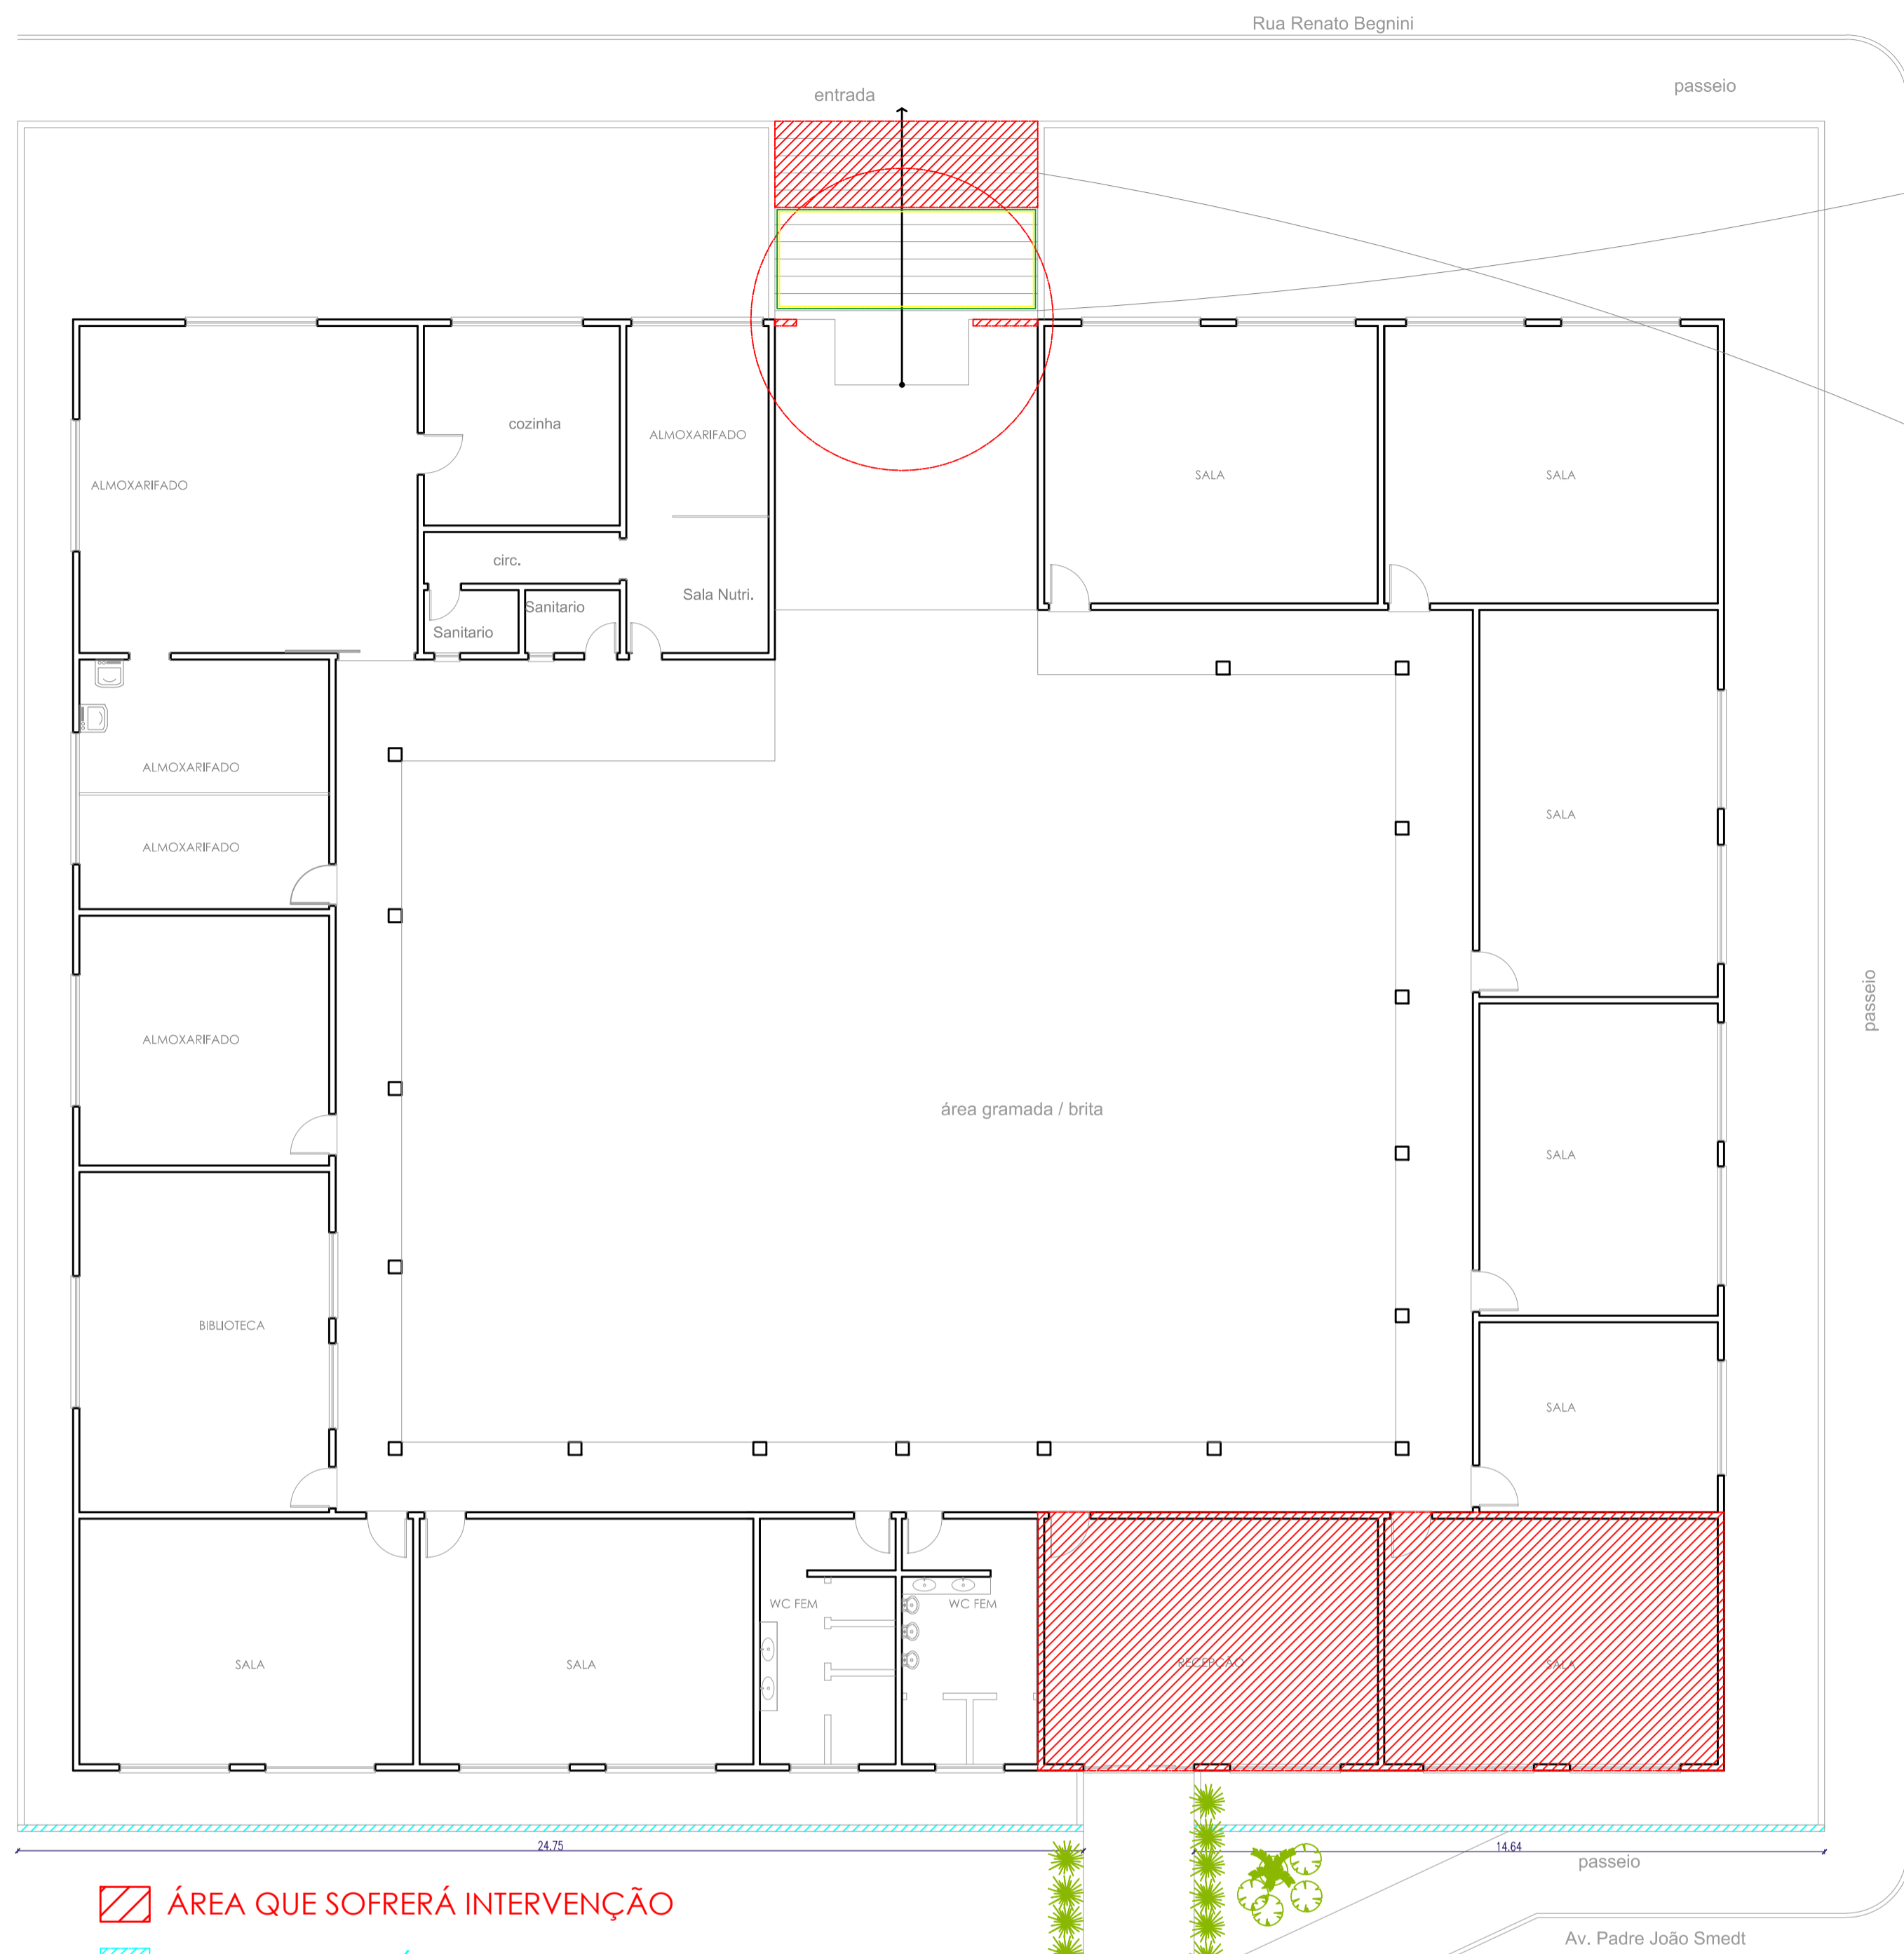 Rua Renato Begnini
passeio
entrada
cozinha
ALMOXARIFADO
ALMOXARIFADO
SALA
SALA
circ.
Sala Nutri.
Sanitario
Sanitario
ALMOXARIFADO
SALA
ALMOXARIFADO
passeio
ALMOXARIFADO
área gramada / brita
SALA
BIBLIOTECA
SALA
WC FEM
WC FEM
SALA
SALA
RECEPÇÃO
SALA
24.75
14.64
passeio
ÁREA QUE SOFRERÁ INTERVENÇÃO
Av. Padre João Smedt